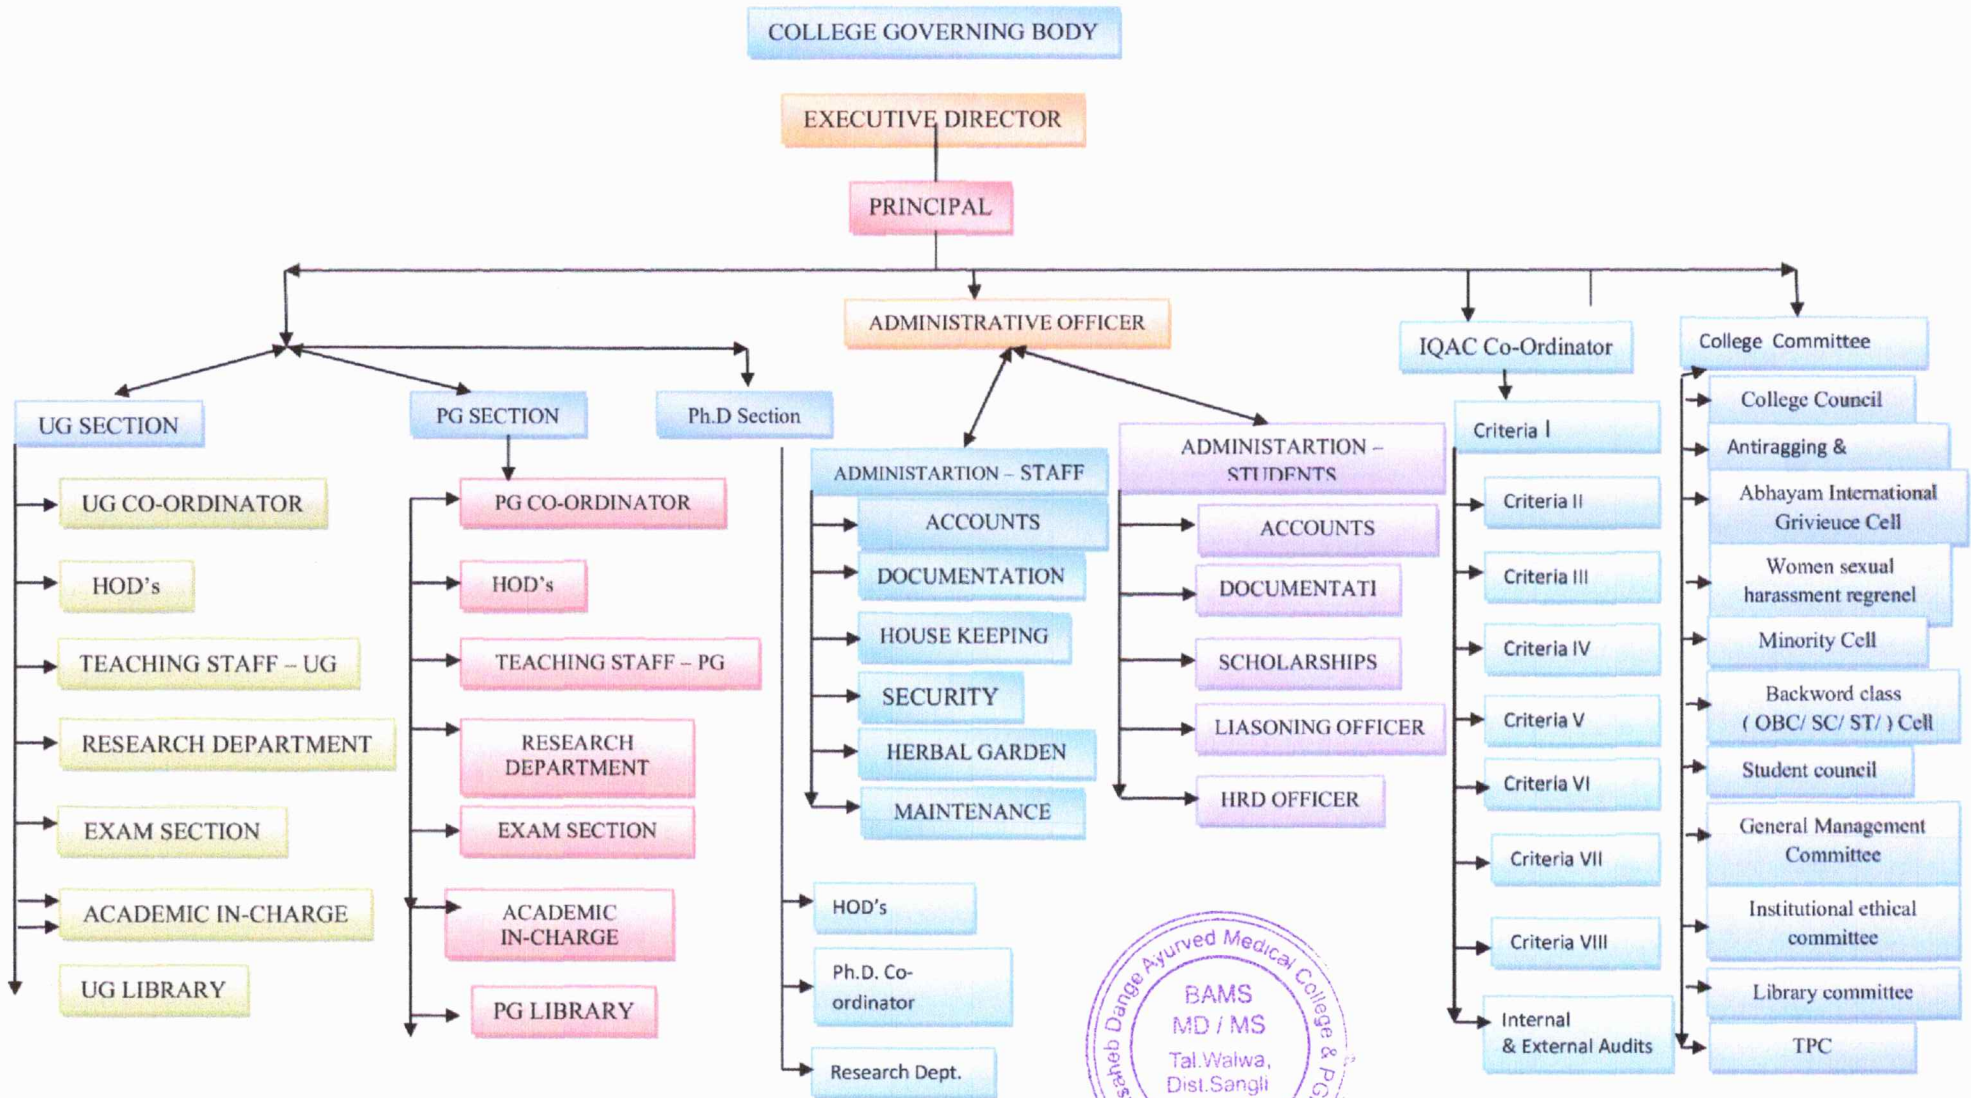 COLLEGE GOVERNING BODY
EXECUTIVE DIRECTOR
PRINCIPAL
ADMINISTRATIVE OFFICER
IQAC Co-Ordinator
College Committee
UG SECTION
PG SECTION
Ph.D Section
UG CO-ORDINATOR
HOD's
TEACHING STAFF – UG
RESEARCH DEPARTMENT
EXAM SECTION
ACADEMIC IN-CHARGE
UG LIBRARY
PG CO-ORDINATOR
HOD's
TEACHING STAFF – PG
RESEARCH
DEPARTMENT
EXAM SECTION
ACADEMIC
IN-CHARGE
PG LIBRARY
HOD's
Ph.D. Co-
ordinator
Research Dept.
ADMINISTARTION – STAFF
ACCOUNTS
DOCUMENTATION
HOUSE KEEPING
SECURITY
HERBAL GARDEN
MAINTENANCE
ADMINISTARTION –
STUDENTS
ACCOUNTS
DOCUMENTATI
SCHOLARSHIPS
LIASONING OFFICER
HRD OFFICER
Criteria I
Criteria II
Criteria III
Criteria IV
Criteria V
Criteria VI
Criteria VII
Criteria VIII
Internal
& External Audits
College Council
Antiragging &
Abhayam International
Grivieuce Cell
Women sexual
harassment regrenel
Minority Cell
Backword class
( OBC/ SC/ ST/ ) Cell
Student council
General Management
Committee
Institutional ethical
committee
Library committee
TPC
Dange Ayurved Medical College & PG
BAMS
MD / MS
Tal.Walwa,
Dist.Sangli